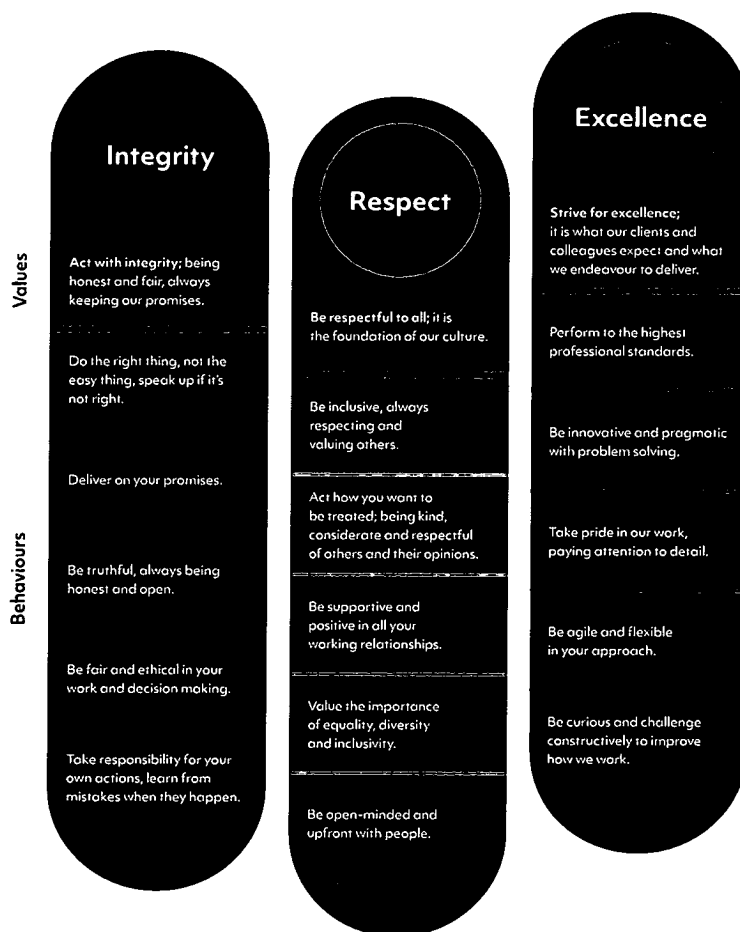 Integrity
Values
Act with integrity; being
honest and fair, always
keeping our promises.
Behaviours
Do the right thing, not the
easy thing, speak up if it's
not right.
Deliver on your promises.
Be truthful, always being
honest and open.
Be fair and ethical in your
work and decision making.
Take responsibility for your
own actions, learn from
mistakes when they happen.
Respect
Be respectful to all; it is
the foundation of our culture.
Be inclusive, always
respecting and
valuing others.
Act how you want to
be treated; being kind,
considerate and respectful
of others and their opinions.
Be supportive and
positive in all your
working relationships.
Value the importance
of equality, diversity
and inclusivity.
Be open-minded and
upfront with people.
Excellence
Strive for excellence;
it is what our clients and
colleagues expect and what
we endeavour to deliver.
Perform to the highest
professional standards.
Be innovative and pragmatic
with problem solving.
Take pride in our work,
paying attention to detail.
Be agile and flexible
in your approach.
Be curious and challenge
constructively to improve
how we work.